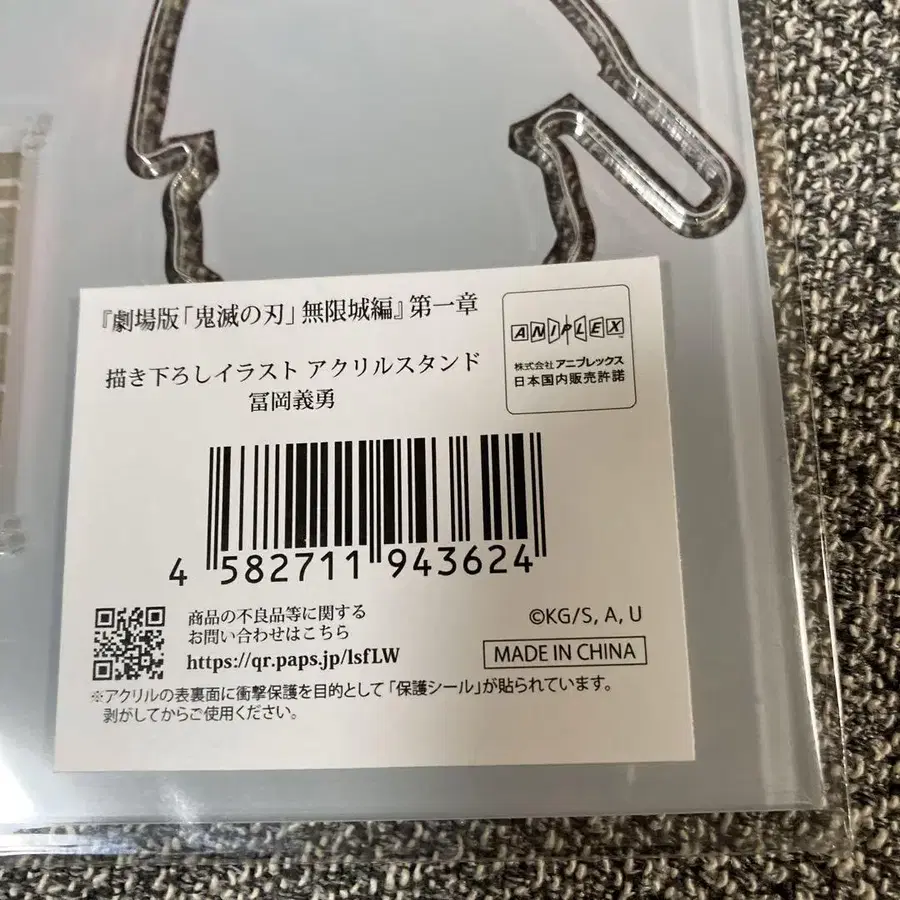 『劇場版「鬼滅の刃」無限城編』第一章
描き下ろしイラスト アクリルスタンド
冨岡義勇
ANIPLEX
株式会社 アニプレックス
日本国内販売許諾
4 582711 943624
商品の不良品等に関する
お問い合わせはこちら
https://qr.paps.jp/lsfLW
©KG/S, A, U
MADE IN CHINA
※アクリルの表裏面に衝撃保護を目的として「保護シール」が貼られています。
剥がしてからご使用ください。